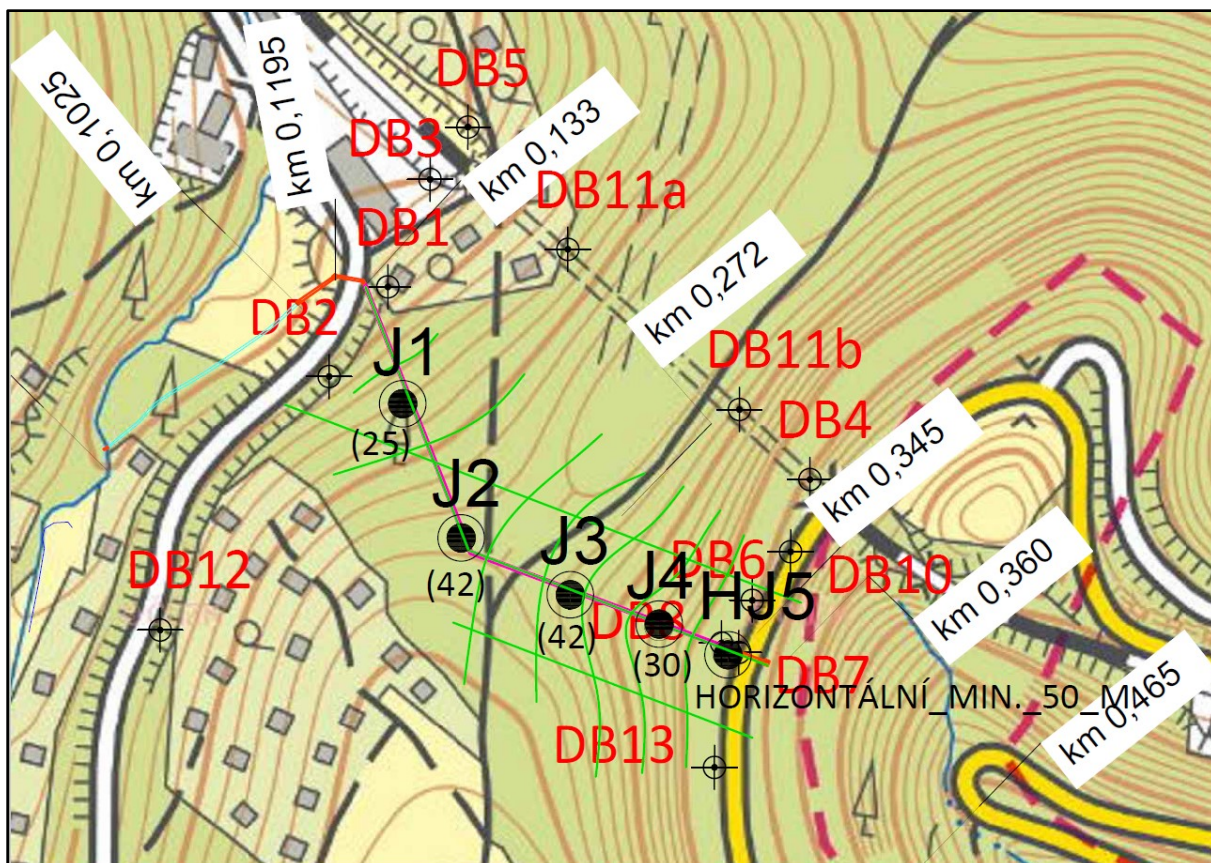 km 0,1025
km 0,1195
DB5
DB3
km 0,133
DB11a
DB1
km 0,272
DB2
J1
DB11b
(25)
DB4
km 0,345
J2
DB12
(42)
J3
DB6
DB10
km 0,360
J4
HJ5
DB8
(42)
(30)
DB7
HORIZONTÁLNÍ_MIN._50_M
km 0,465
DB13